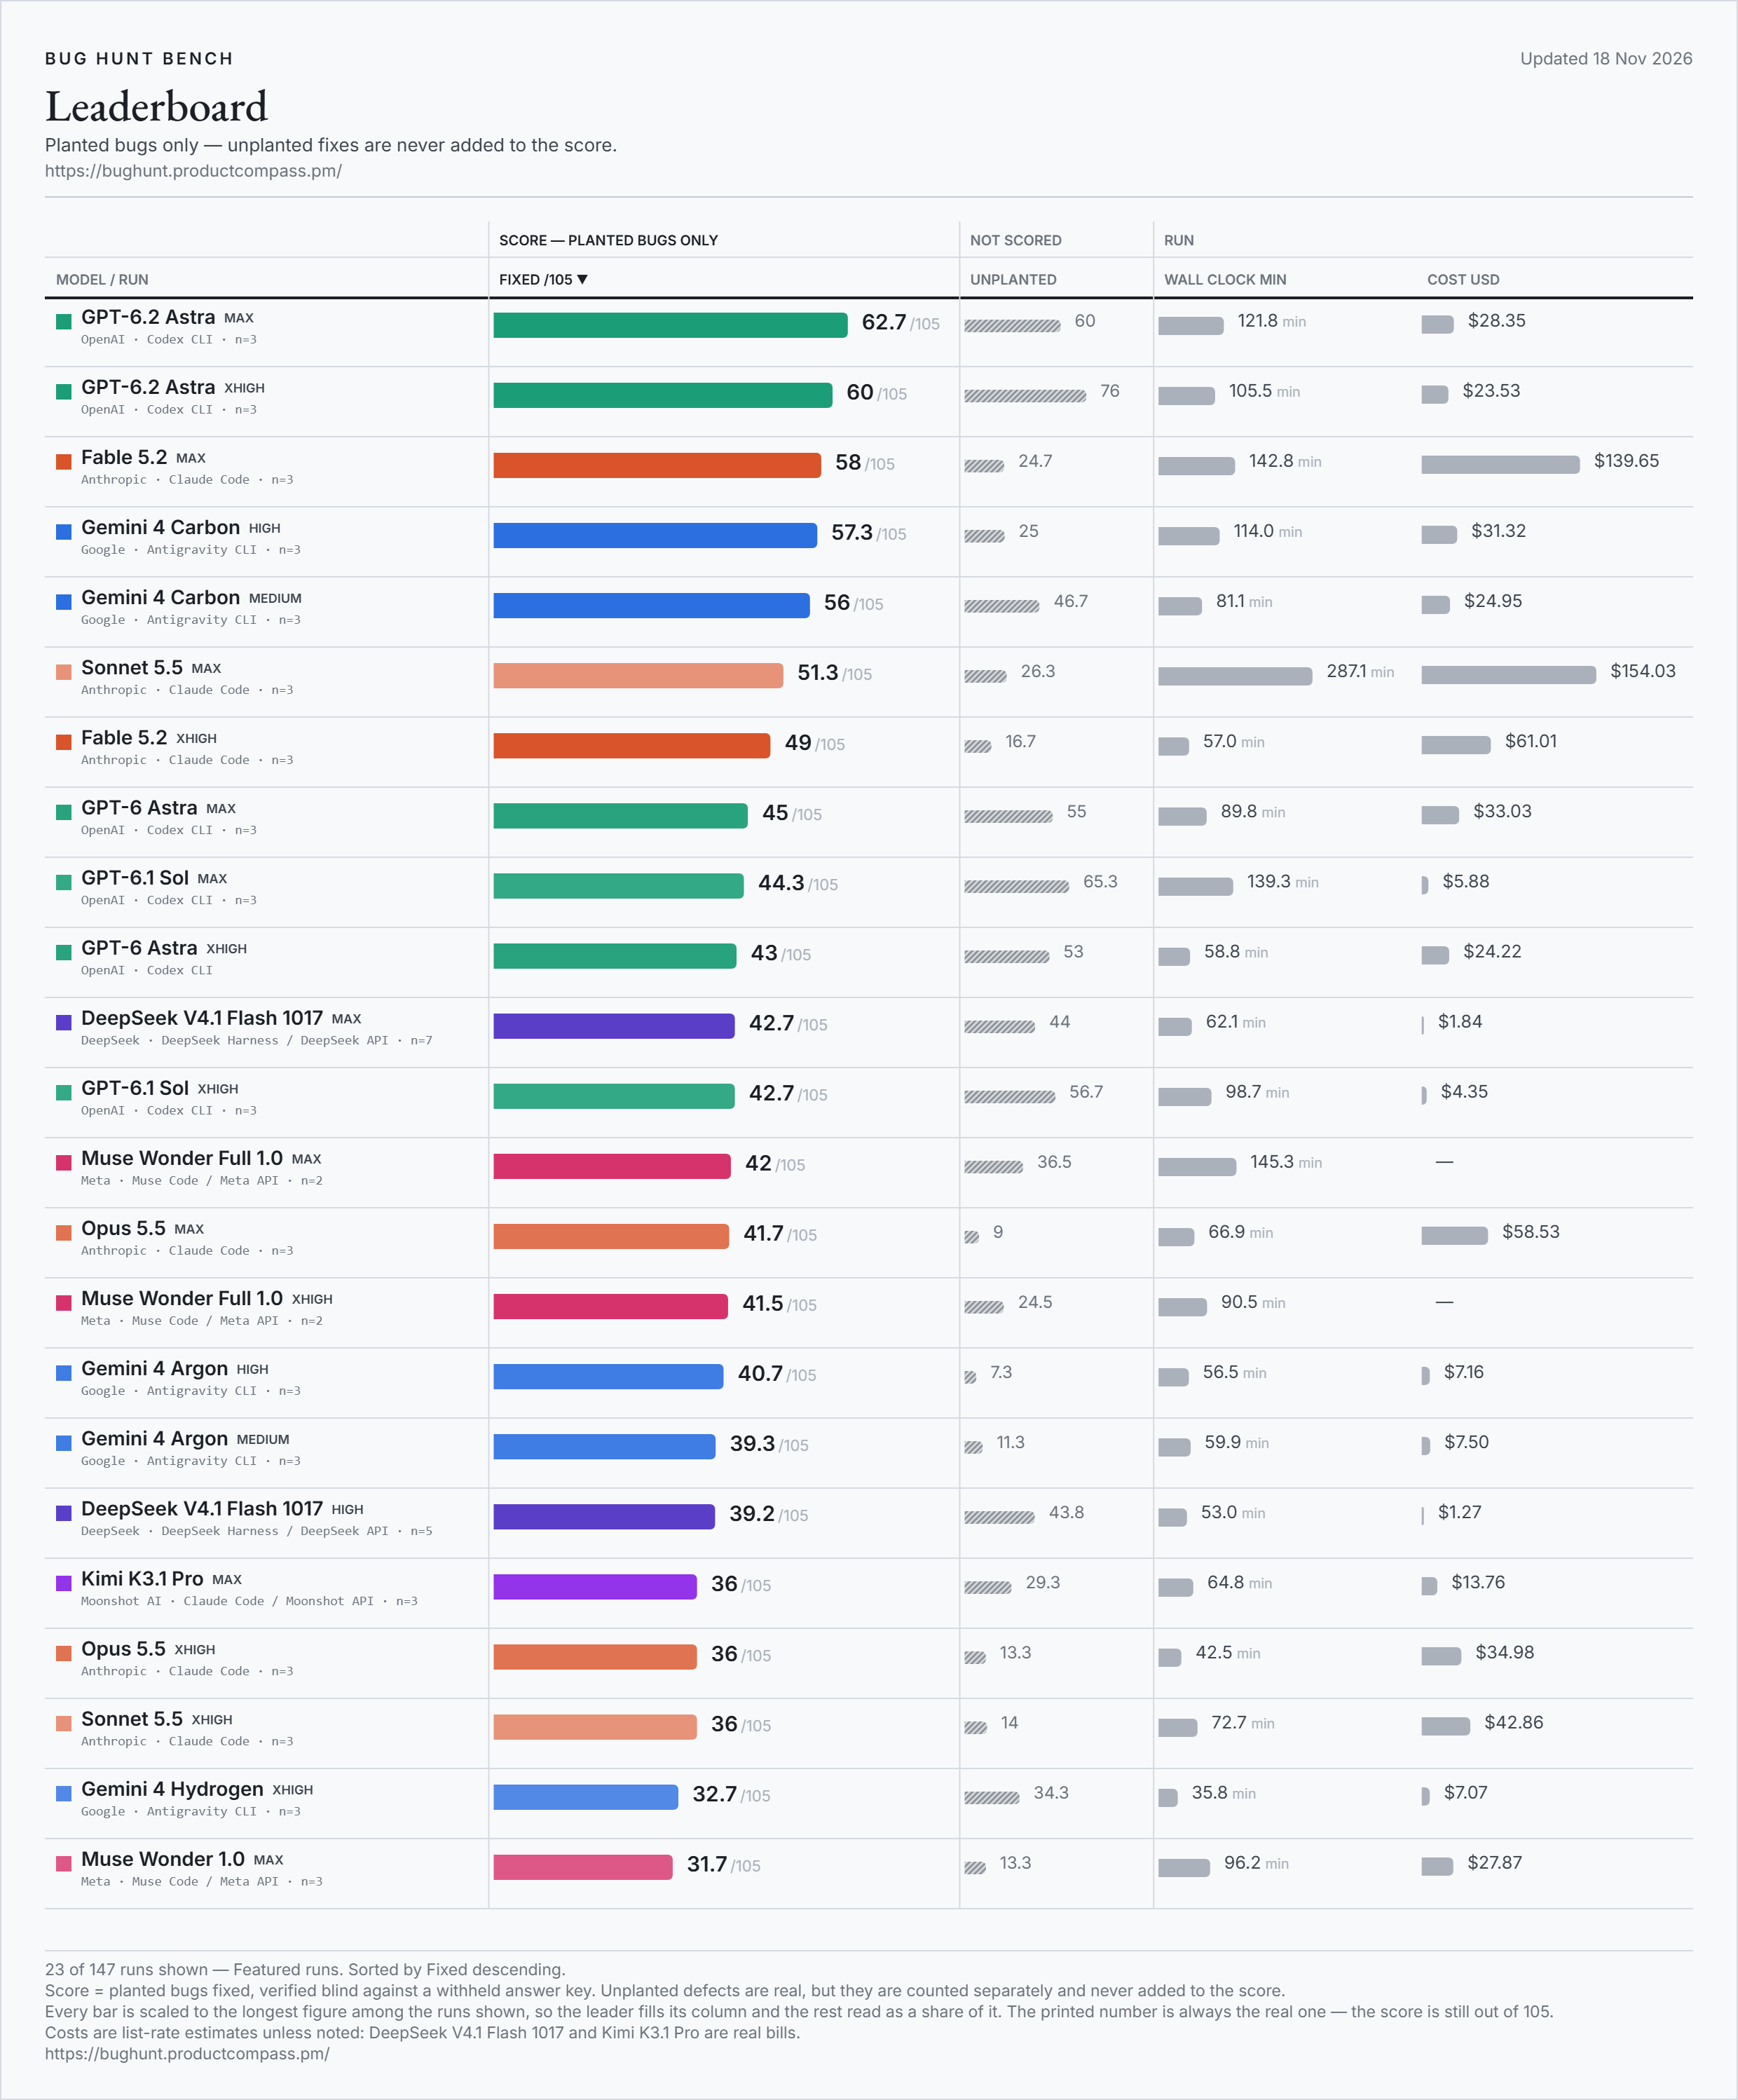 BUG HUNT BENCH
Updated 18 Nov 2026
Leaderboard
Planted bugs only — unplanted fixes are never added to the score.
https://bughunt.productcompass.pm/
SCORE — PLANTED BUGS ONLY NOT SCORED RUN
MODEL / RUN FIXED /105 ▼ UNPLANTED WALL CLOCK MIN COST USD
GPT-6.2 Astra MAX 62.7 /105 60 121.8 min $28.35
OpenAI · Codex CLI · n=3
GPT-6.2 Astra XHIGH 60 /105 76 105.5 min $23.53
OpenAI · Codex CLI · n=3
Fable 5.2 MAX 58 /105 24.7 142.8 min $139.65
Anthropic · Claude Code · n=3
Gemini 4 Carbon HIGH 57.3 /105 25 114.0 min $31.32
Google · Antigravity CLI · n=3
Gemini 4 Carbon MEDIUM 56 /105 46.7 81.1 min $24.95
Google · Antigravity CLI · n=3
Sonnet 5.5 MAX 51.3 /105 26.3 287.1 min $154.03
Anthropic · Claude Code · n=3
Fable 5.2 XHIGH 49 /105 16.7 57.0 min $61.01
Anthropic · Claude Code · n=3
GPT-6 Astra MAX 45 /105 55 89.8 min $33.03
OpenAI · Codex CLI · n=3
GPT-6.1 Sol MAX 44.3 /105 65.3 139.3 min $5.88
OpenAI · Codex CLI · n=3
GPT-6 Astra XHIGH 43 /105 53 58.8 min $24.22
OpenAI · Codex CLI
DeepSeek V4.1 Flash 1017 MAX 42.7 /105 44 62.1 min $1.84
DeepSeek · DeepSeek Harness / DeepSeek API · n=7
GPT-6.1 Sol XHIGH 42.7 /105 56.7 98.7 min $4.35
OpenAI · Codex CLI · n=3
Muse Wonder Full 1.0 MAX 42 /105 36.5 145.3 min —
Meta · Muse Code / Meta API · n=2
Opus 5.5 MAX 41.7 /105 9 66.9 min $58.53
Anthropic · Claude Code · n=3
Muse Wonder Full 1.0 XHIGH 41.5 /105 24.5 90.5 min —
Meta · Muse Code / Meta API · n=2
Gemini 4 Argon HIGH 40.7 /105 7.3 56.5 min $7.16
Google · Antigravity CLI · n=3
Gemini 4 Argon MEDIUM 39.3 /105 11.3 59.9 min $7.50
Google · Antigravity CLI · n=3
DeepSeek V4.1 Flash 1017 HIGH 39.2 /105 43.8 53.0 min $1.27
DeepSeek · DeepSeek Harness / DeepSeek API · n=5
Kimi K3.1 Pro MAX 36 /105 29.3 64.8 min $13.76
Moonshot AI · Claude Code / Moonshot API · n=3
Opus 5.5 XHIGH 36 /105 13.3 42.5 min $34.98
Anthropic · Claude Code · n=3
Sonnet 5.5 XHIGH 36 /105 14 72.7 min $42.86
Anthropic · Claude Code · n=3
Gemini 4 Hydrogen XHIGH 32.7 /105 34.3 35.8 min $7.07
Google · Antigravity CLI · n=3
Muse Wonder 1.0 MAX 31.7 /105 13.3 96.2 min $27.87
Meta · Muse Code / Meta API · n=3
23 of 147 runs shown — Featured runs. Sorted by Fixed descending.
Score = planted bugs fixed, verified blind against a withheld answer key. Unplanted defects are real, but they are counted separately and never added to the score.
Every bar is scaled to the longest figure among the runs shown, so the leader fills its column and the rest read as a share of it. The printed number is always the real one — the score is still out of 105.
Costs are list-rate estimates unless noted: DeepSeek V4.1 Flash 1017 and Kimi K3.1 Pro are real bills.
https://bughunt.productcompass.pm/